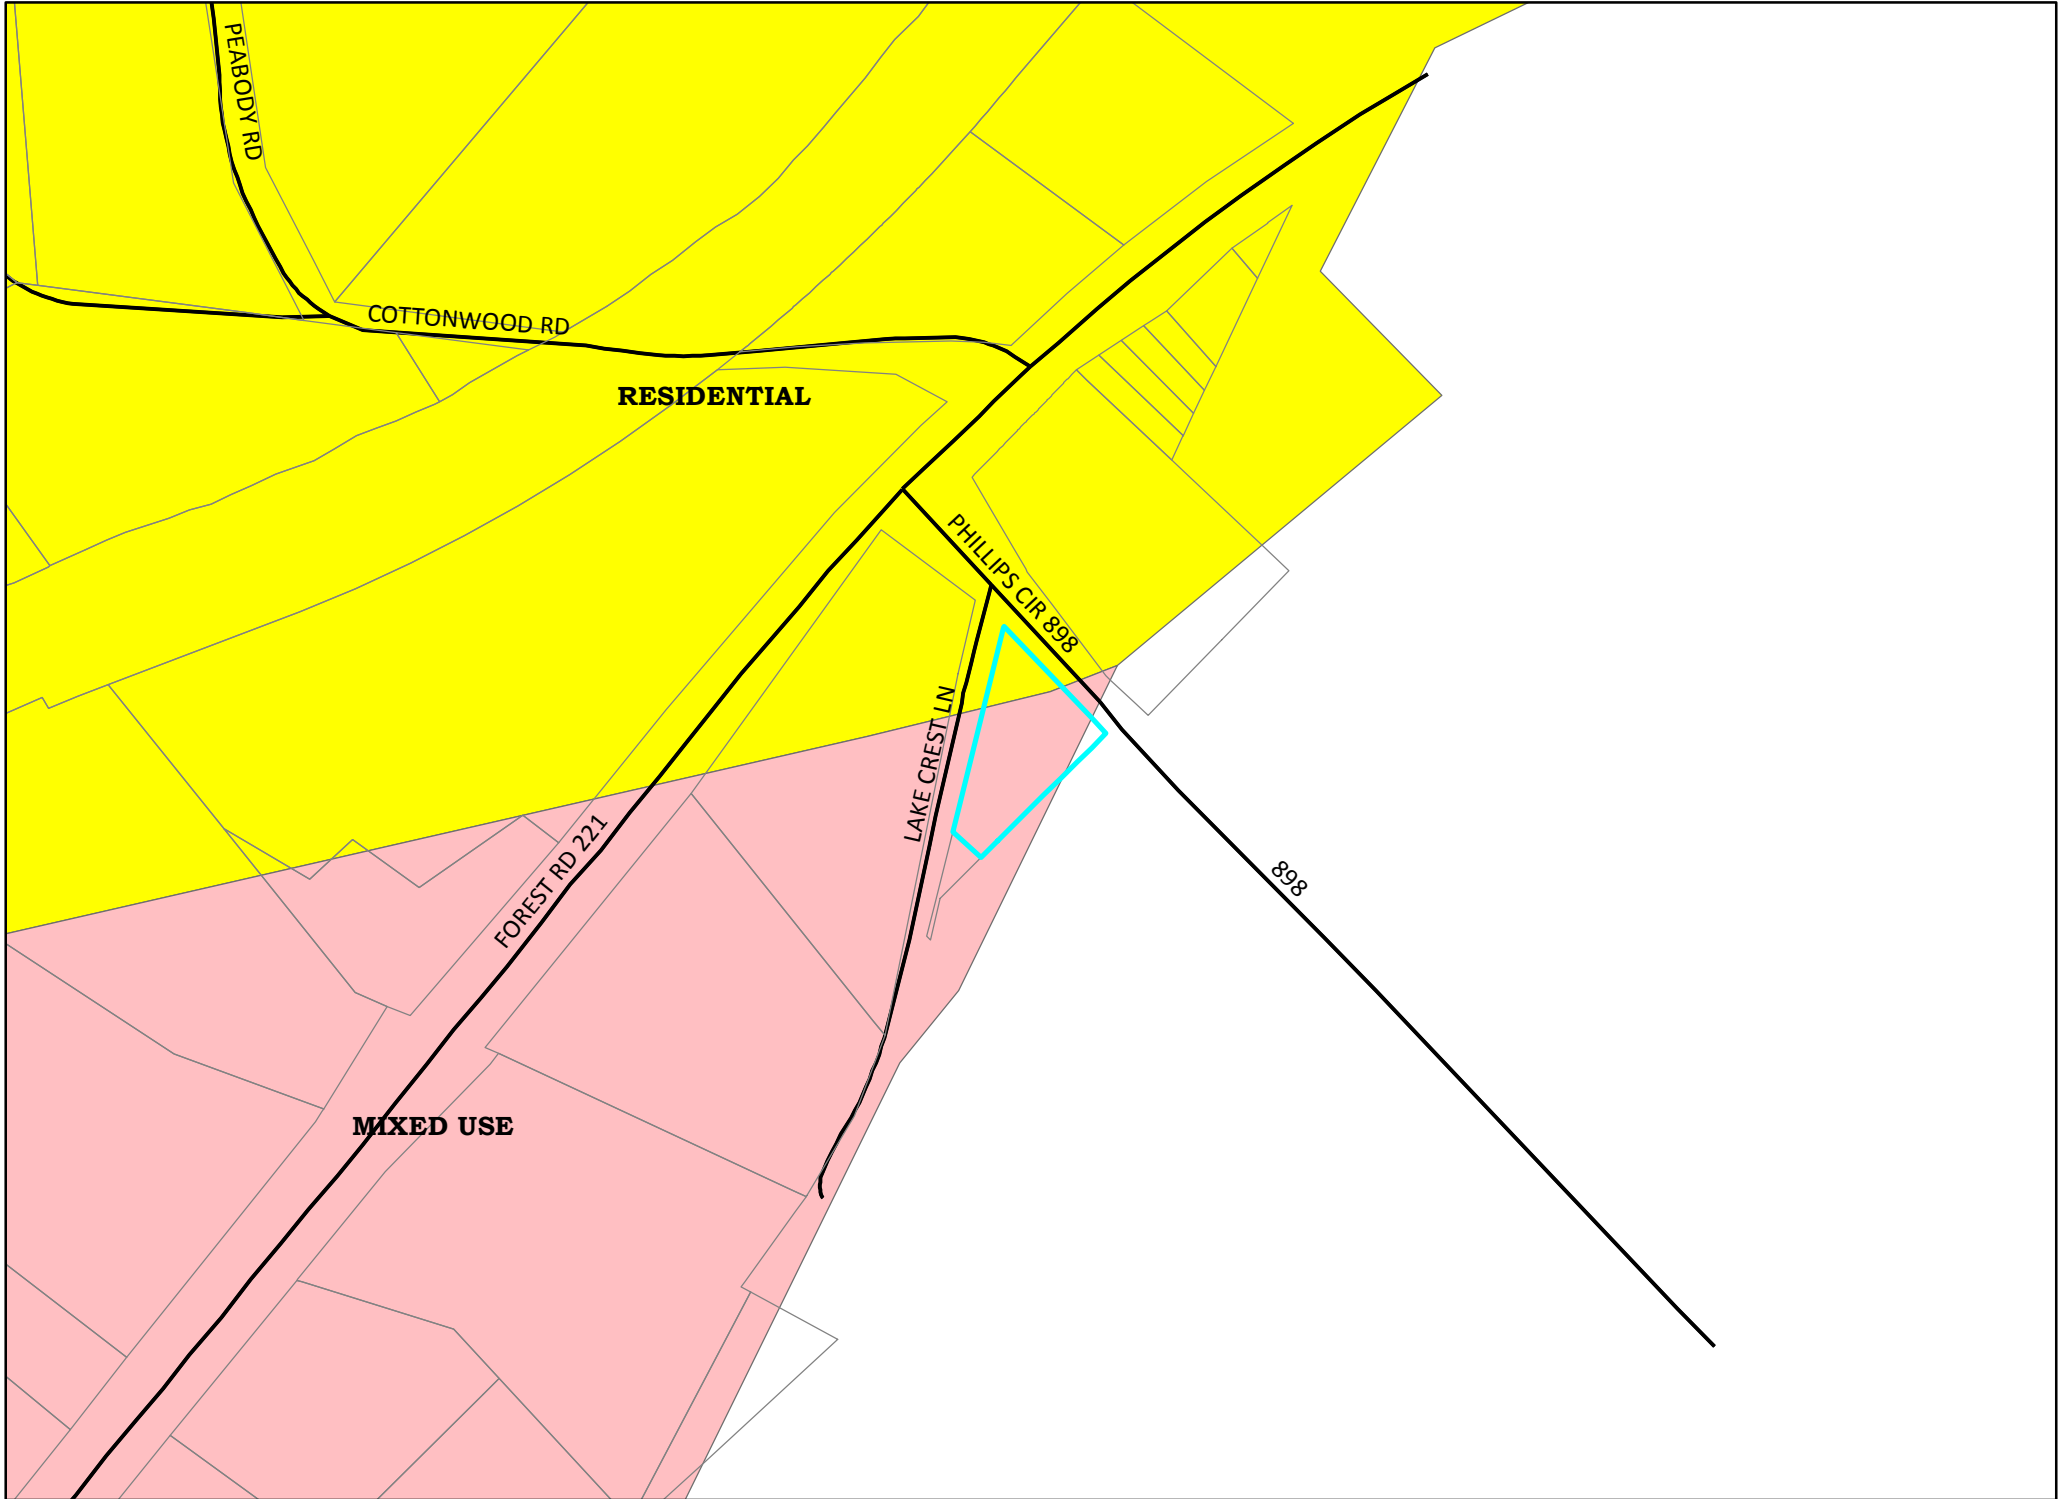 PEABODY RD
COTTONWOOD RD
RESIDENTIAL
PHILLIPS CIR 898
LAKE CREST LN
FOREST RD 221
898
MIXED USE